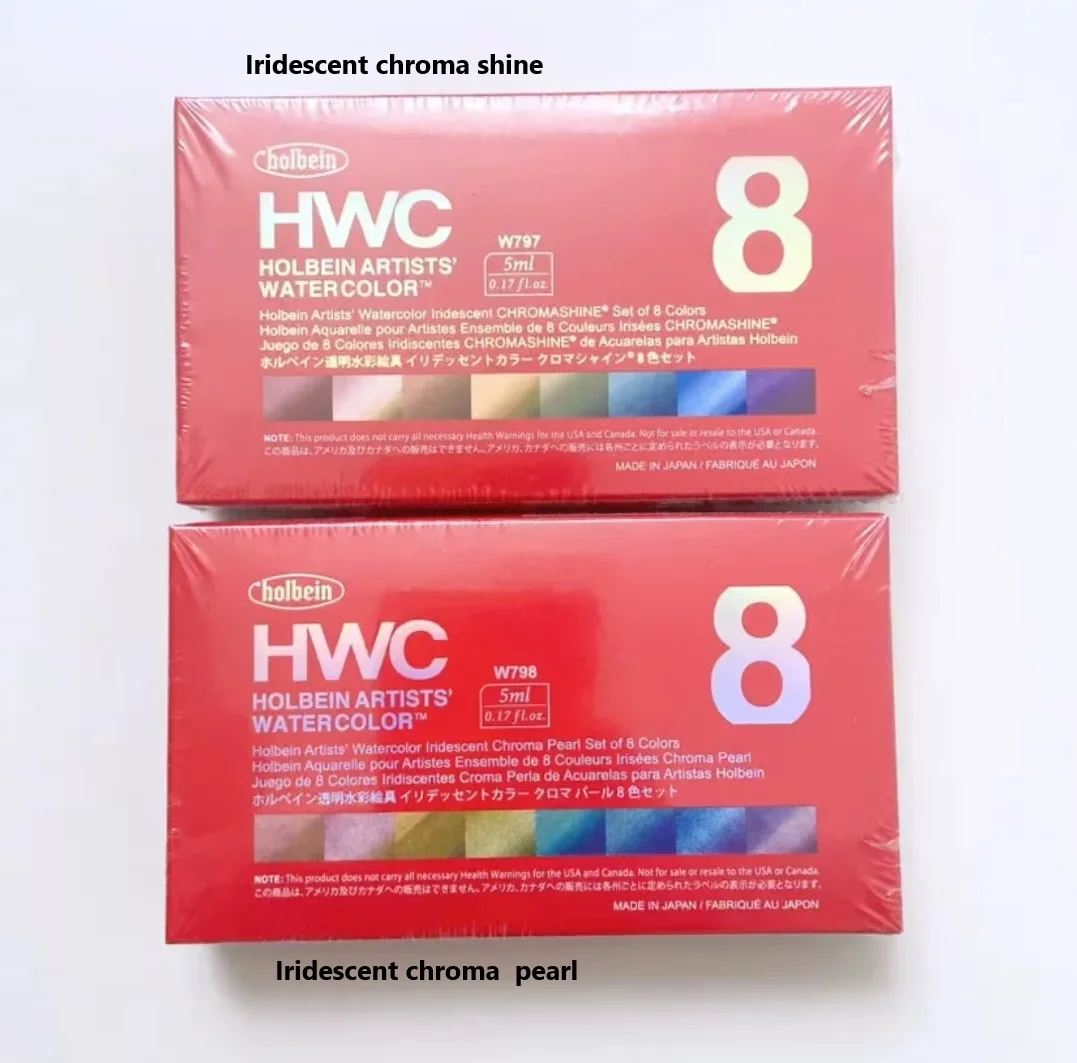 Iridescent chroma shine
holbein
HWC
8
HOLBEIN ARTISTS'
WATERCOLOR™
W797
5ml
0.17 fl.oz.
Holbein Artists' Watercolor Iridescent CHROMASHINE® Set of 8 Colors
Holbein Aquarelle pour Artistes Ensemble de 8 Couleurs Irisées CHROMASHINE®
Juego de 8 Colores Iridiscentes CHROMASHINE® de Acuarelas para Artistas Holbein
ホルベイン透明水彩絵具 イリデッセントカラー クロマシャイン® 8色セット
NOTE: This product does not carry all necessary Health Warnings for the USA and Canada. Not for sale or resale to the USA or Canada.
この商品は、アメリカ及びカナダへの販売はできません。アメリカ、カナダへの販売には各州ごとに定められたラベルの表示が必要となります。
MADE IN JAPAN / FABRIQUÉ AU JAPON
holbein
HWC
8
HOLBEIN ARTISTS'
WATERCOLOR™
W798
5ml
0.17 fl.oz.
Holbein Artists' Watercolor Iridescent Chroma Pearl Set of 8 Colors
Holbein Aquarelle pour Artistes Ensemble de 8 Couleurs Irisées Chroma Pearl
Juego de 8 Colores Iridiscentes Croma Perla de Acuarelas para Artistas Holbein
ホルベイン透明水彩絵具 イリデッセントカラー クロマ パール 8色セット
NOTE: This product does not carry all necessary Health Warnings for the USA and Canada. Not for sale or resale to the USA or Canada.
この商品は、アメリカ及びカナダへの販売はできません。アメリカ、カナダへの販売には各州ごとに定められたラベルの表示が必要となります。
MADE IN JAPAN / FABRIQUÉ AU JAPON
Iridescent chroma  pearl